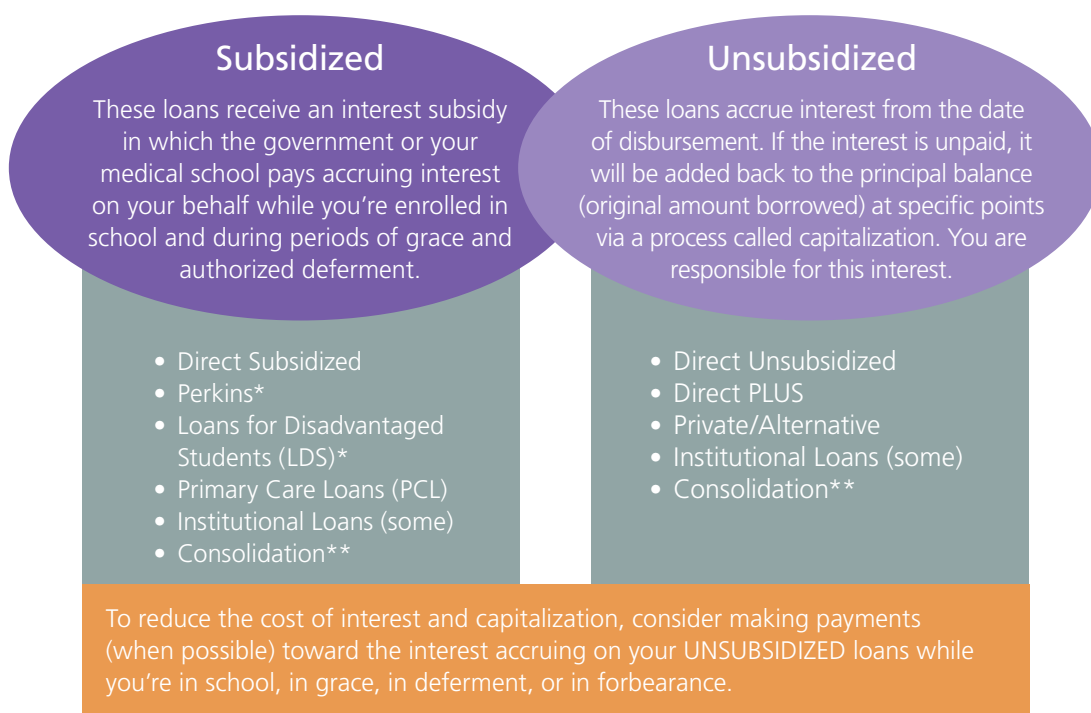 Subsidized
These loans receive an interest subsidy
in which the government or your
medical school pays accruing interest
on your behalf while you’re enrolled in
school and during periods of grace and
authorized deferment.
• Direct Subsidized
• Perkins*
• Loans for Disadvantaged
Students (LDS)*
• Primary Care Loans (PCL)
• Institutional Loans (some)
• Consolidation**
Unsubsidized
These loans accrue interest from the date
of disbursement. If the interest is unpaid, it
will be added back to the principal balance
(original amount borrowed) at specific points
via a process called capitalization. You are
responsible for this interest.
• Direct Unsubsidized
• Direct PLUS
• Private/Alternative
• Institutional Loans (some)
• Consolidation**
To reduce the cost of interest and capitalization, consider making payments
(when possible) toward the interest accruing on your UNSUBSIDIZED loans while
you’re in school, in grace, in deferment, or in forbearance.